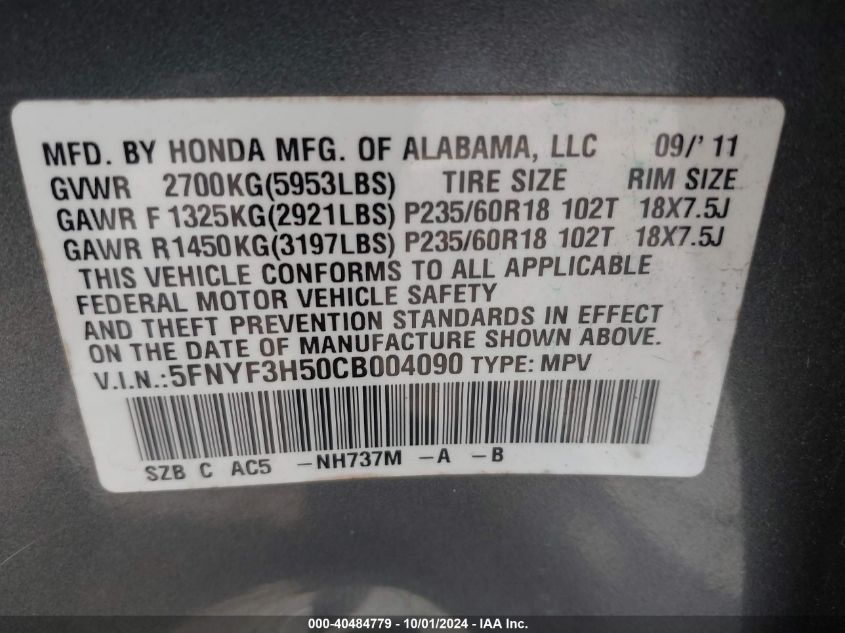 MFD. BY HONDA MFG. OF ALABAMA, LLC 09/' 11
GVWR 2700KG(5953LBS) TIRE SIZE RIM SIZE
GAWR F 1325KG(2921LBS) P235/60R18 102T 18X7.5J
GAWR R1450KG(3197LBS) P235/60R18 102T 18X7.5J
THIS VEHICLE CONFORMS TO ALL APPLICABLE
FEDERAL MOTOR VEHICLE SAFETY
AND THEFT PREVENTION STANDARDS IN EFFECT
ON THE DATE OF MANUFACTURE SHOWN ABOVE.
V.I.N.:5FNYF3H50CB004090 TYPE: MPV
SZB C AC5 -NH737M -A -B
000-40484779 - 10/01/2024 - IAA, Inc.